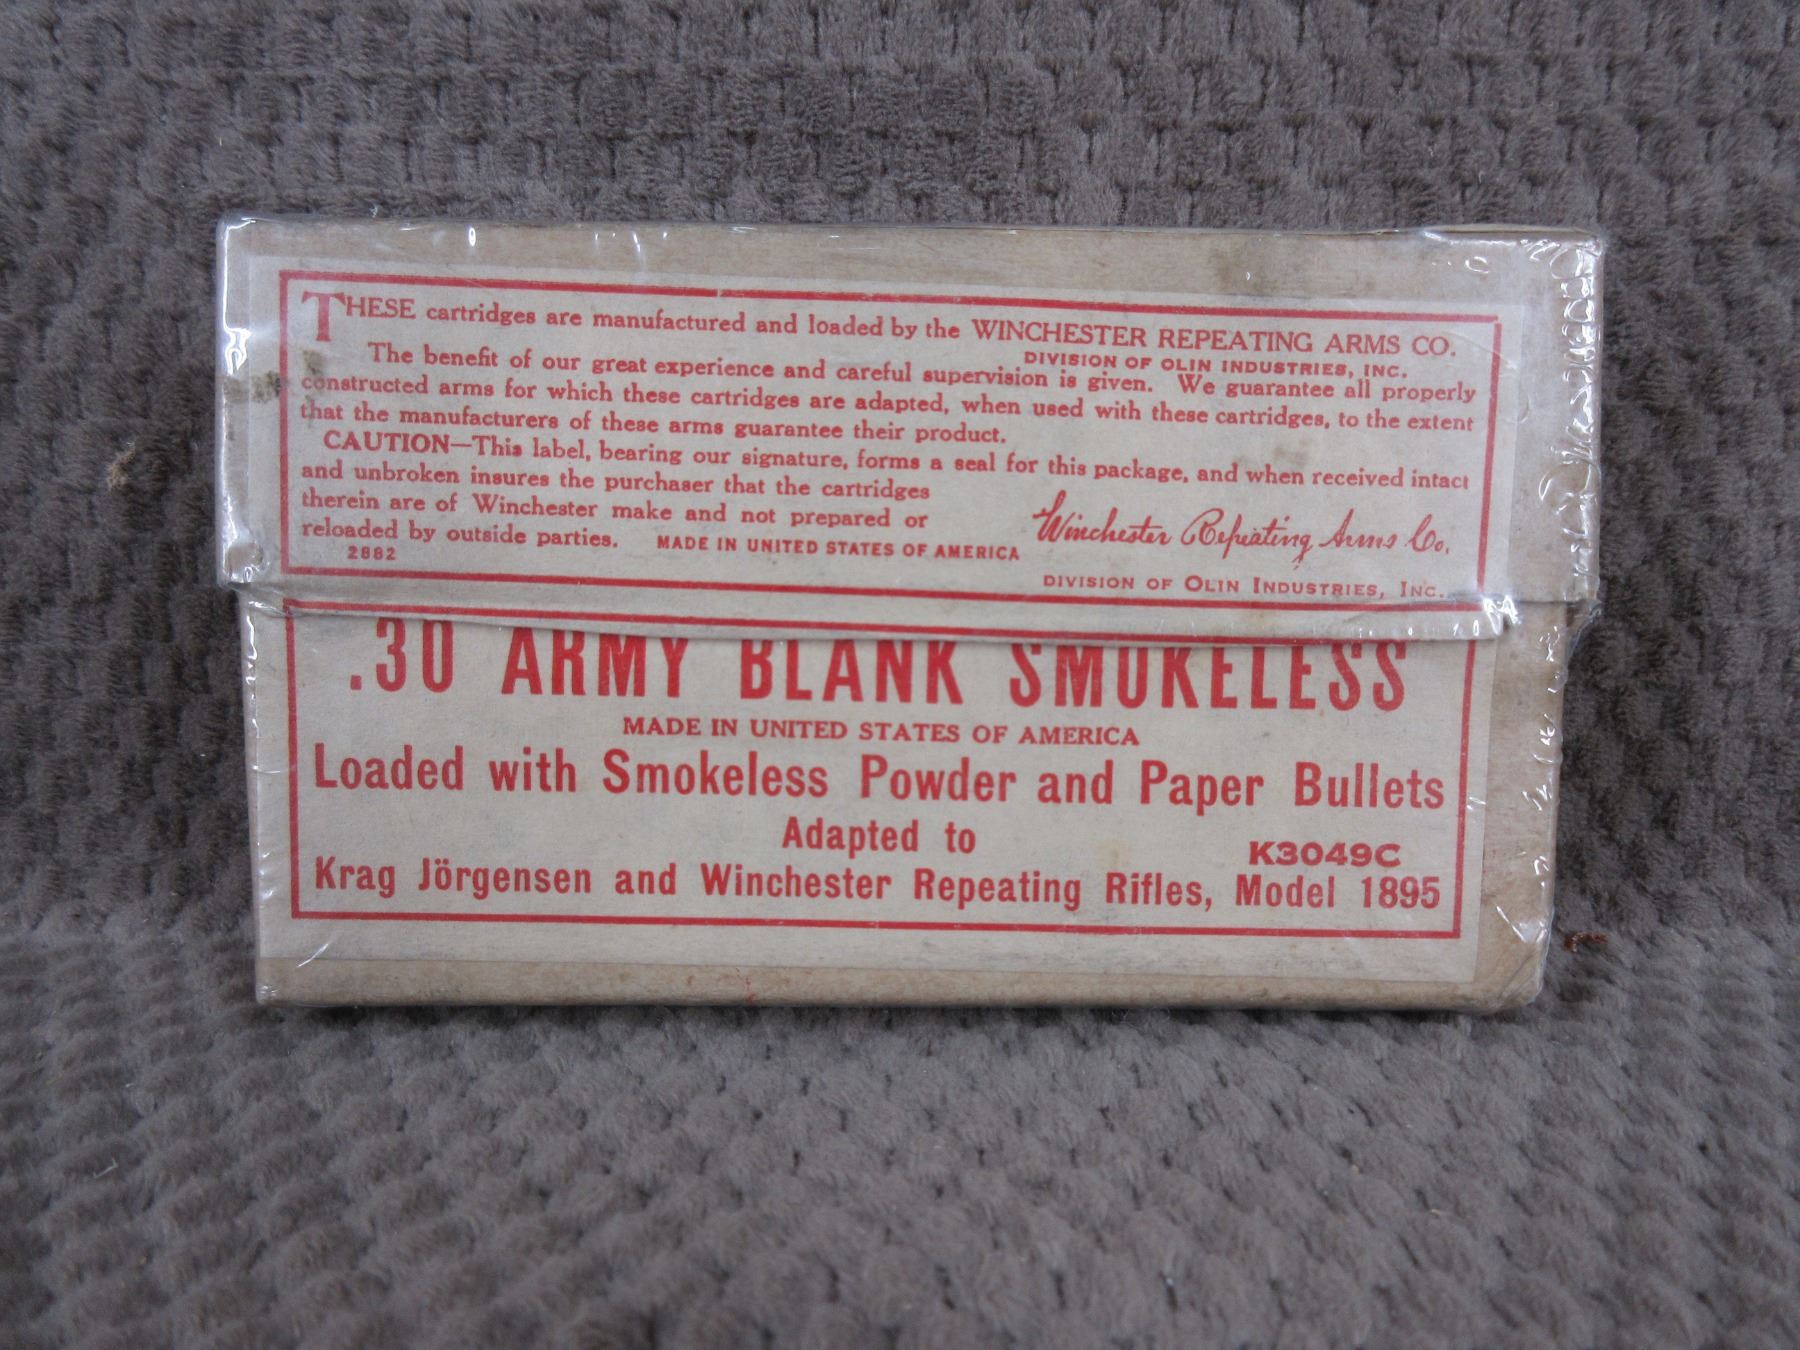 THESE cartridges are manufactured and loaded by the WINCHESTER REPEATING ARMS CO.
DIVISION OF OLIN INDUSTRIES, INC.
The benefit of our great experience and careful supervision is given. We guarantee all properly
constructed arms for which these cartridges are adapted, when used with these cartridges, to the extent
that the manufacturers of these arms guarantee their product.
CAUTION—This label, bearing our signature, forms a seal for this package, and when received intact
and unbroken insures the purchaser that the cartridges
therein are of Winchester make and not prepared or
reloaded by outside parties. MADE IN UNITED STATES OF AMERICA
2882
Winchester Repeating Arms Co.
DIVISION OF OLIN INDUSTRIES, INC.
.30 ARMY BLANK SMOKELESS
MADE IN UNITED STATES OF AMERICA
Loaded with Smokeless Powder and Paper Bullets
Adapted to
K3049C
Krag Jörgensen and Winchester Repeating Rifles, Model 1895